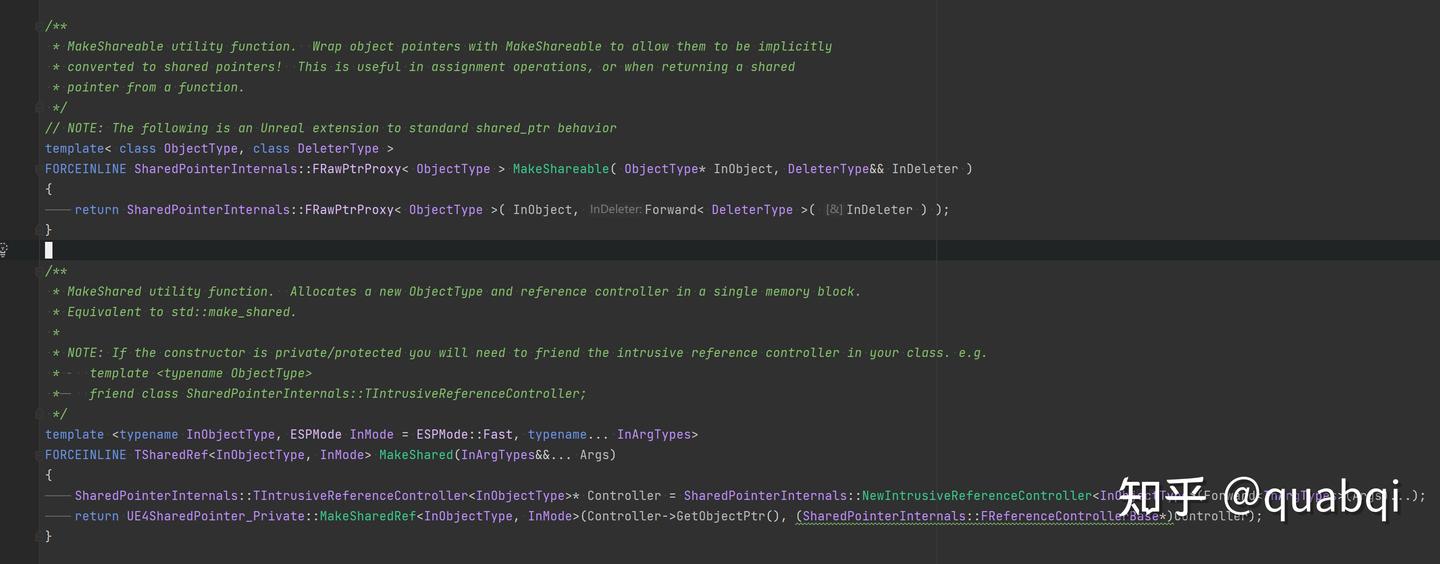 /**
 * MakeShareable utility function.  Wrap object pointers with MakeShareable to allow them to be implicitly
 * converted to shared pointers!  This is useful in assignment operations, or when returning a shared
 * pointer from a function.
 */
// NOTE: The following is an Unreal extension to standard shared_ptr behavior
template< class ObjectType, class DeleterType >
FORCEINLINE SharedPointerInternals::FRawPtrProxy< ObjectType > MakeShareable( ObjectType* InObject, DeleterType&& InDeleter )
{
    return SharedPointerInternals::FRawPtrProxy< ObjectType >( InObject, InDeleter: Forward< DeleterType >( [&] InDeleter ) );
}
/**
 * MakeShared utility function.  Allocates a new ObjectType and reference controller in a single memory block.
 * Equivalent to std::make_shared.
 *
 * NOTE: If the constructor is private/protected you will need to friend the intrusive reference controller in your class. e.g.
 * -  template <typename ObjectType>
 *    friend class SharedPointerInternals::TIntrusiveReferenceController;
 */
template <typename InObjectType, ESPMode InMode = ESPMode::Fast, typename... InArgTypes>
FORCEINLINE TSharedRef<InObjectType, InMode> MakeShared(InArgTypes&&... Args)
{
    SharedPointerInternals::TIntrusiveReferenceController<InObjectType>* Controller = SharedPointerInternals::NewIntrusiveReferenceController<InObjectType>(Forward<InArgTypes>(Args)...);
    return UE4SharedPointer_Private::MakeSharedRef<InObjectType, InMode>(Controller->GetObjectPtr(), (SharedPointerInternals::FReferenceControllerBase*)Controller);
}
知乎 @quabqi